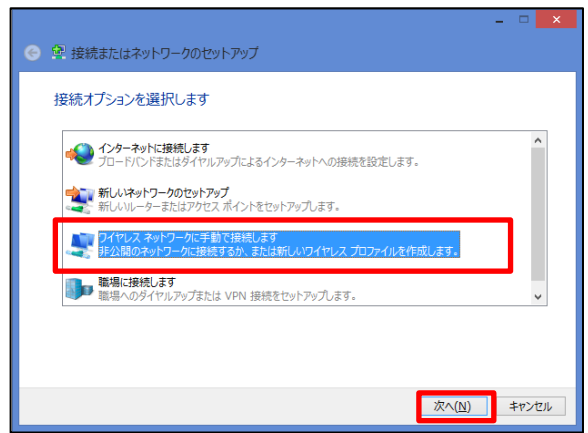 接続またはネットワークのセットアップ
接続オプションを選択します
インターネットに接続します
ブロードバンドまたはダイヤルアップによるインターネットへの接続を設定します。
新しいネットワークのセットアップ
新しいルーターまたはアクセス ポイントをセットアップします。
ワイヤレス ネットワークに手動で接続します
非公開のネットワークに接続するか、または新しいワイヤレス プロファイルを作成します。
職場に接続します
職場へのダイヤルアップまたは VPN 接続をセットアップします。
次へ(N) キャンセル